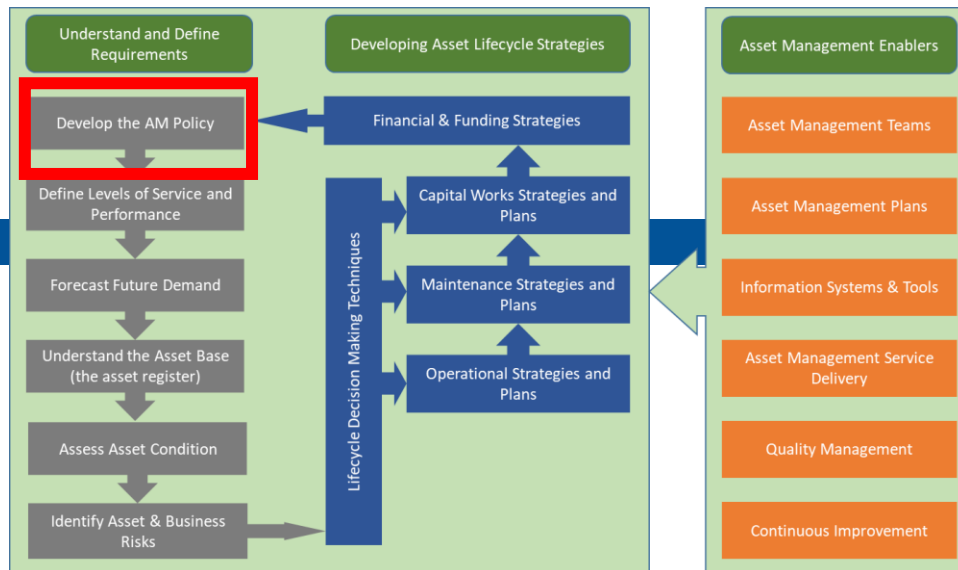 Understand and Define
Requirements
Develop the AM Policy
Define Levels of Service and
Performance
Forecast Future Demand
Understand the Asset Base
(the asset register)
Assess Asset Condition
Identify Asset & Business
Risks
Developing Asset Lifecycle Strategies
Financial & Funding Strategies
Lifecycle Decision Making Techniques
Capital Works Strategies and
Plans
Maintenance Strategies and
Plans
Operational Strategies and
Plans
Asset Management Enablers
Asset Management Teams
Asset Management Plans
Information Systems & Tools
Asset Management Service
Delivery
Quality Management
Continuous Improvement